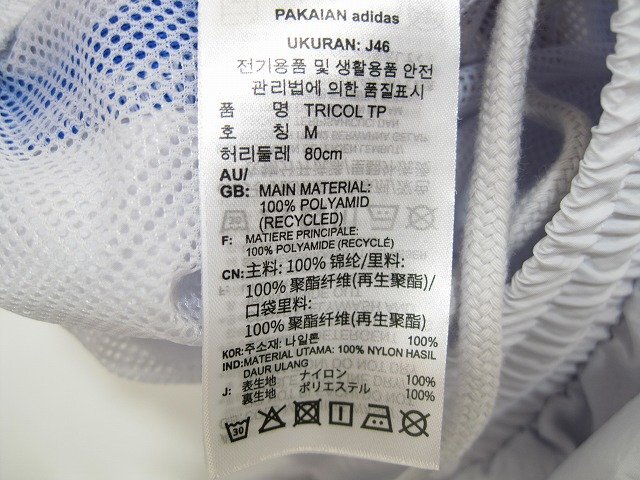 PAKAIAN adidas
UKURAN: J46
전기용품 및 생활용품 안전
관리법에 의한 품질표시
품 명 TRICOL TP
호 칭 M
허리둘레 80cm
AU/
GB: MAIN MATERIAL:
100% POLYAMID
(RECYCLED)
F: MATIERE PRINCIPALE:
100% POLYAMIDE (RECYCLÉ)
CN: 主料: 100% 锦纶/里料:
100% 聚酯纤维(再生聚酯)/
口袋里料:
100% 聚酯纤维(再生聚酯)
KOR: 주소재: 나일론 100%
IND: MATERIAL UTAMA: 100% NYLON HASIL
DAUR ULANG
J: 表生地 ナイロン 100%
裏生地 ポリエステル 100%
30